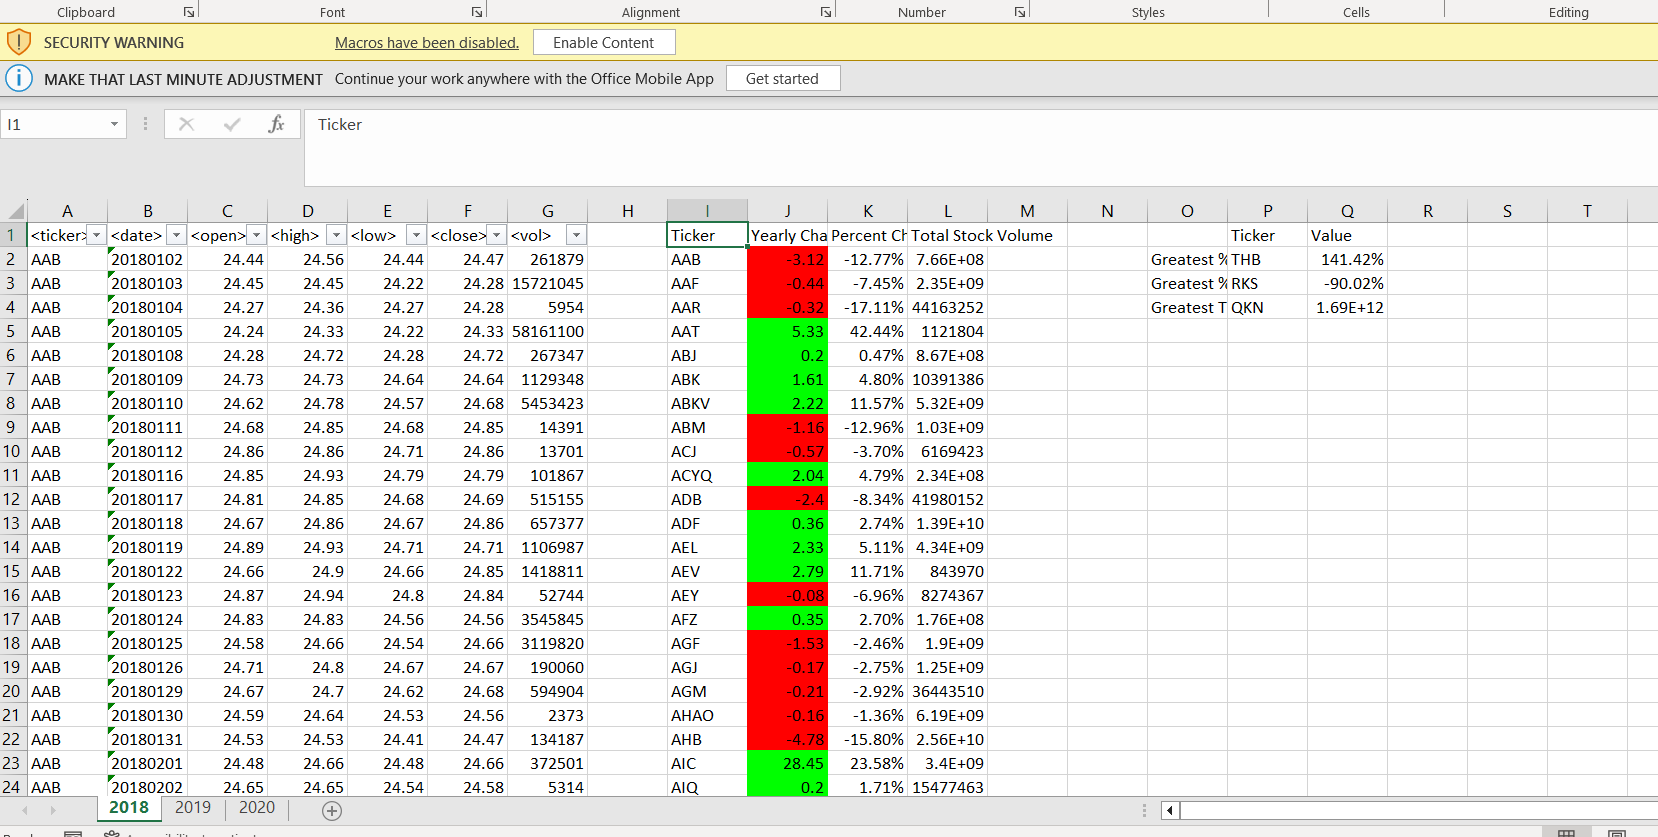 Clipboard Font Alignment Number Styles Cells Editing
SECURITY WARNING Macros have been disabled. Enable Content
MAKE THAT LAST MINUTE ADJUSTMENT Continue your work anywhere with the Office Mobile App Get started
I1 fx Ticker
A B C D E F G H I J K L M N O P Q R S T
1 <ticker> <date> <open> <high> <low> <close> <vol> Ticker Yearly Cha Percent Ch Total Stock Volume Ticker Value
2 AAB 20180102 24.44 24.56 24.44 24.47 261879 AAB -3.12 -12.77% 7.66E+08 Greatest % THB 141.42%
3 AAB 20180103 24.45 24.45 24.22 24.28 15721045 AAF -0.44 -7.45% 2.35E+09 Greatest % RKS -90.02%
4 AAB 20180104 24.27 24.36 24.27 24.28 5954 AAR -0.32 -17.11% 44163252 Greatest T QKN 1.69E+12
5 AAB 20180105 24.24 24.33 24.22 24.33 58161100 AAT 5.33 42.44% 1121804
6 AAB 20180108 24.28 24.72 24.28 24.72 267347 ABJ 0.2 0.47% 8.67E+08
7 AAB 20180109 24.73 24.73 24.64 24.64 1129348 ABK 1.61 4.80% 10391386
8 AAB 20180110 24.62 24.78 24.57 24.68 5453423 ABKV 2.22 11.57% 5.32E+09
9 AAB 20180111 24.68 24.85 24.68 24.85 14391 ABM -1.16 -12.96% 1.03E+09
10 AAB 20180112 24.86 24.86 24.71 24.86 13701 ACJ -0.57 -3.70% 6169423
11 AAB 20180116 24.85 24.93 24.79 24.79 101867 ACYQ 2.04 4.79% 2.34E+08
12 AAB 20180117 24.81 24.85 24.68 24.69 515155 ADB -2.4 -8.34% 41980152
13 AAB 20180118 24.67 24.86 24.67 24.86 657377 ADF 0.36 2.74% 1.39E+10
14 AAB 20180119 24.89 24.93 24.71 24.71 1106987 AEL 2.33 5.11% 4.34E+09
15 AAB 20180122 24.66 24.9 24.66 24.85 1418811 AEV 2.79 11.71% 843970
16 AAB 20180123 24.87 24.94 24.8 24.84 52744 AEY -0.08 -6.96% 8274367
17 AAB 20180124 24.83 24.83 24.56 24.56 3545845 AFZ 0.35 2.70% 1.76E+08
18 AAB 20180125 24.58 24.66 24.54 24.66 3119820 AGF -1.53 -2.46% 1.9E+09
19 AAB 20180126 24.71 24.8 24.67 24.67 190060 AGJ -0.17 -2.75% 1.25E+09
20 AAB 20180129 24.67 24.7 24.62 24.68 594904 AGM -0.21 -2.92% 36443510
21 AAB 20180130 24.59 24.64 24.53 24.56 2373 AHAO -0.16 -1.36% 6.19E+09
22 AAB 20180131 24.53 24.53 24.41 24.47 134187 AHB -4.78 -15.80% 2.56E+10
23 AAB 20180201 24.48 24.66 24.48 24.66 372501 AIC 28.45 23.58% 3.4E+09
24 AAB 20180202 24.65 24.65 24.54 24.58 5314 AIQ 0.2 1.71% 15477463
2018 2019 2020